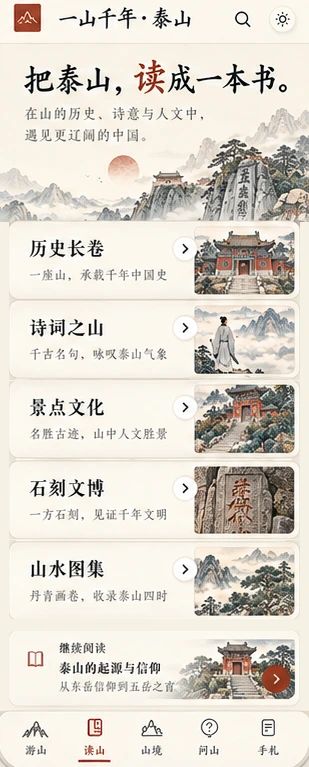 一山千年·泰山
把泰山，读成一本书。
在山的历史、诗意与人文中，
遇见更辽阔的中国。
历史长卷
一座山，承载千年中国史
诗词之山
千古名句，咏叹泰山气象
景点文化
名胜古迹，山中人文胜景
石刻文博
一方石刻，见证千年文明
山水图集
丹青画卷，收录泰山四时
继续阅读
泰山的起源与信仰
从东岳信仰到五岳之
游山
读山
山境
问山
手札